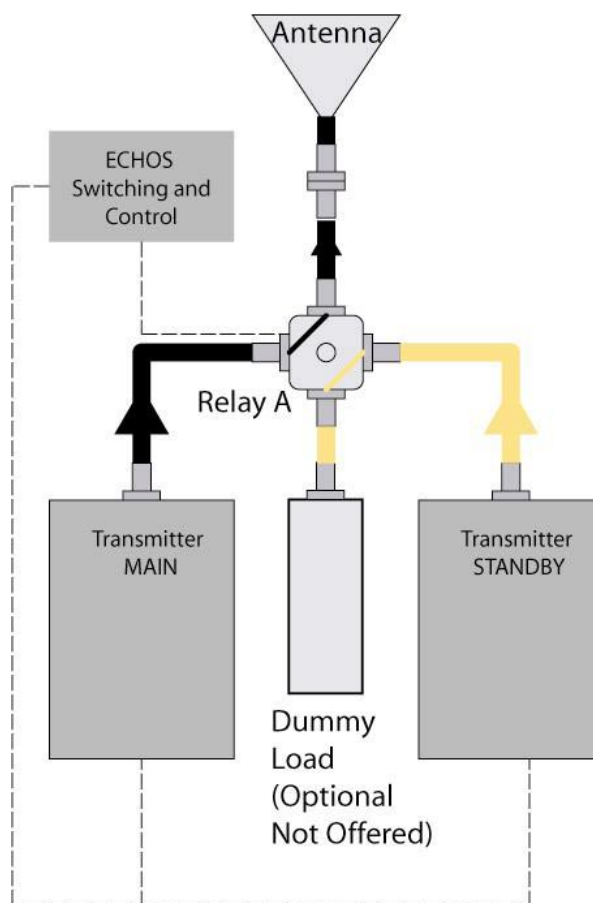 Antenna
ECHOS
Switching and
Control
Relay A
Transmitter
MAIN
Transmitter
STANDBY
Dummy
Load
(Optional
Not Offered)